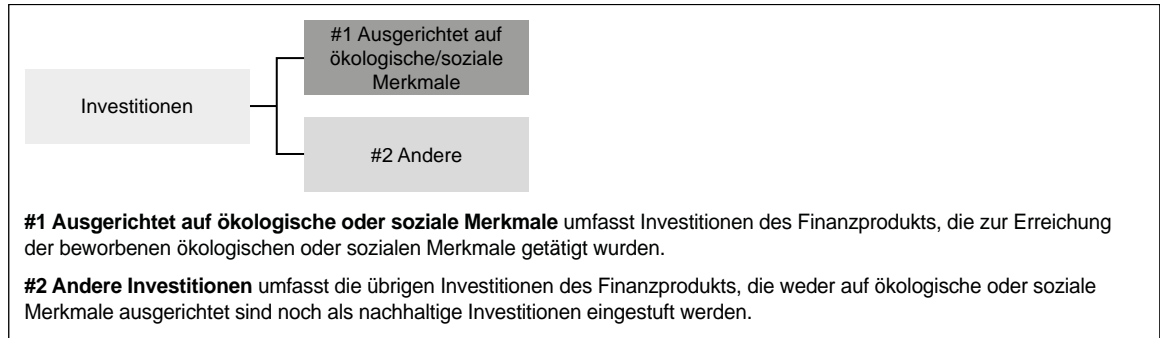 #1 Ausgerichtet auf
ökologische/soziale
Merkmale
Investitionen
#2 Andere
#1 Ausgerichtet auf ökologische oder soziale Merkmale umfasst Investitionen des Finanzprodukts, die zur Erreichung
der beworbenen ökologischen oder sozialen Merkmale getätigt wurden.
#2 Andere Investitionen umfasst die übrigen Investitionen des Finanzprodukts, die weder auf ökologische oder soziale
Merkmale ausgerichtet sind noch als nachhaltige Investitionen eingestuft werden.